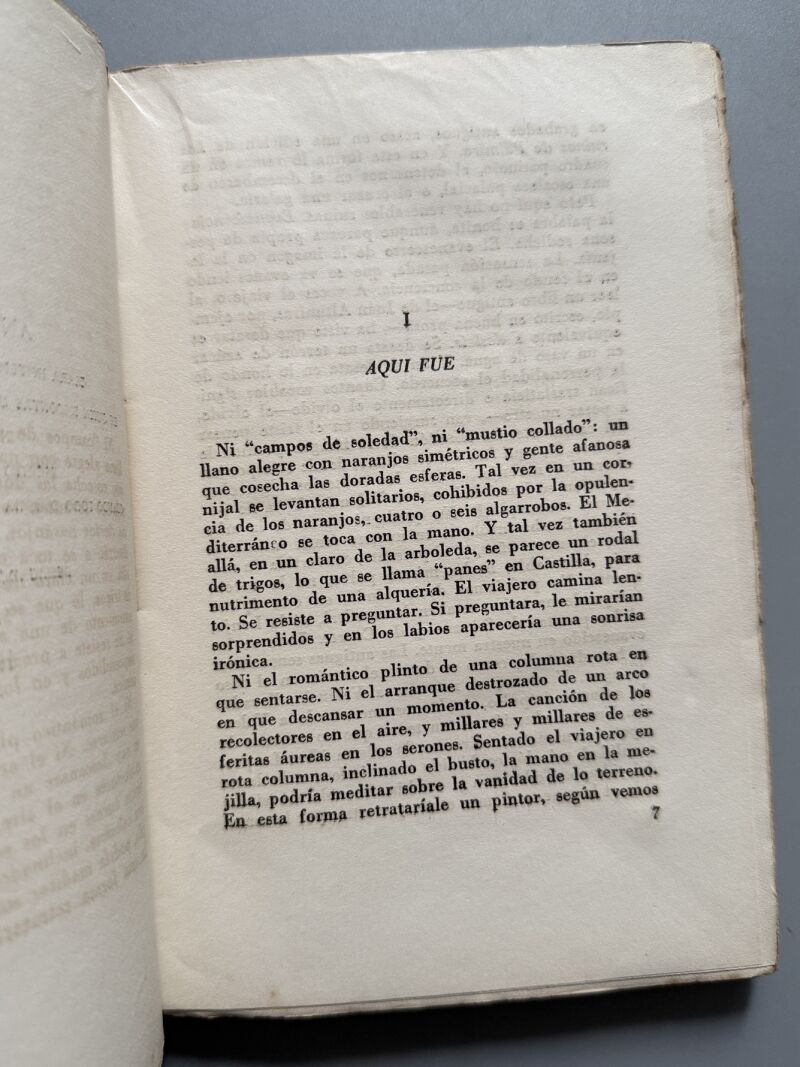 I
AQUI FUE
Ni “campos de soledad”, ni “mustio collado”: un
llano alegre con naranjos simétricos y gente afanosa
que cosecha las doradas esferas. Tal vez en un cor-
nijal se levantan solitarios, cohibidos por la opulen-
cia de los naranjos, cuatro o seis algarrobos. El Me-
diterráneo se toca con la mano. Y tal vez también
allá, en un claro de la arboleda, se parece un rodal
de trigos, lo que se llama “panes” en Castilla, para
nutrimento de una alquería. El viajero camina len-
to. Se resiste a preguntar. Si preguntara, le mirarían
sorprendidos y en los labios aparecería una sonrisa
irónica.
Ni el romántico plinto de una columna rota en
que sentarse. Ni el arranque destrozado de un arco
en que descansar un momento. La canción de los
recolectores en el aire, y millares y millares de es-
feritas áureas en los serones. Sentado el viajero en
rota columna, inclinado el busto, la mano en la me-
jilla, podría meditar sobre la vanidad de lo terreno.
En esta forma retrataríale un pintor, según vemos
7